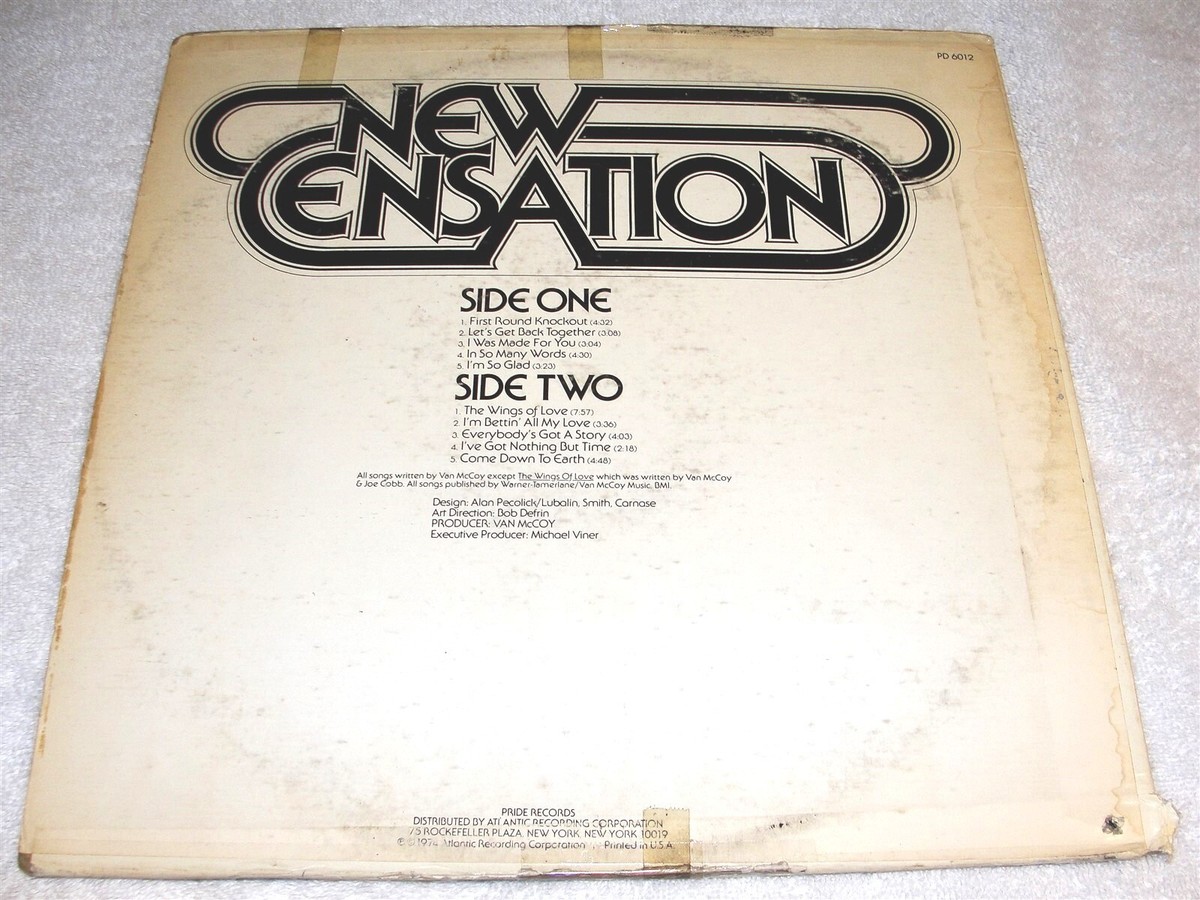 PD 6012
NEW
CENSATION
SIDE ONE
1. First Round Knockout (4:32)
2. Let's Get Back Together (3:08)
3. I Was Made For You (3:04)
4. In So Many Words (4:30)
5. I'm So Glad (3:23)
SIDE TWO
1. The Wings of Love (7:57)
2. I'm Bettin' All My Love (3:36)
3. Everybody's Got A Story (4:03)
4. I've Got Nothing But Time (2:18)
5. Come Down To Earth (4:48)
All songs written by Van McCoy except The Wings Of Love which was written by Van McCoy
& Joe Cobb. All songs published by Warner-Tamerlane/Van McCoy Music, BMI.
Design: Alan Peckolick/Lubalin, Smith, Carnase
Art Direction: Bob Defrin
PRODUCER: VAN McCOY
Executive Producer: Michael Viner
PRIDE RECORDS
DISTRIBUTED BY ATLANTIC RECORDING CORPORATION
75 ROCKEFELLER PLAZA, NEW YORK, NEW YORK 10019
1974 Atlantic Recording Corporation Printed in U.S.A.